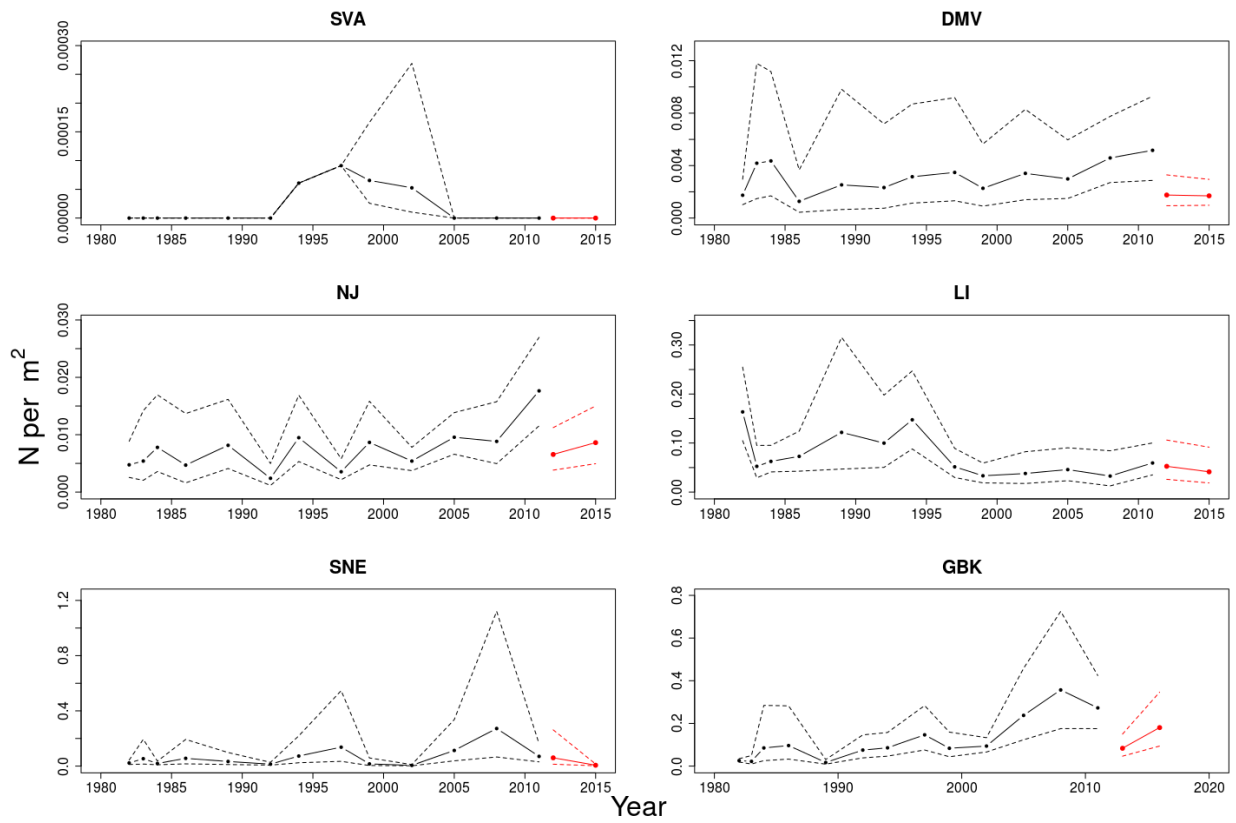 SVA
0.00000 0.00015 0.00030
1980 1985 1990 1995 2000 2005 2010 2015
DMV
0.000 0.004 0.008 0.012
1980 1985 1990 1995 2000 2005 2010 2015
NJ
0.000 0.010 0.020 0.030
1980 1985 1990 1995 2000 2005 2010 2015
LI
0.00 0.10 0.20 0.30
1980 1985 1990 1995 2000 2005 2010 2015
N per m²
SNE
0.0 0.4 0.8 1.2
1980 1985 1990 1995 2000 2005 2010 2015
GBK
0.0 0.2 0.4 0.6 0.8
1980 1990 2000 2010 2020
Year